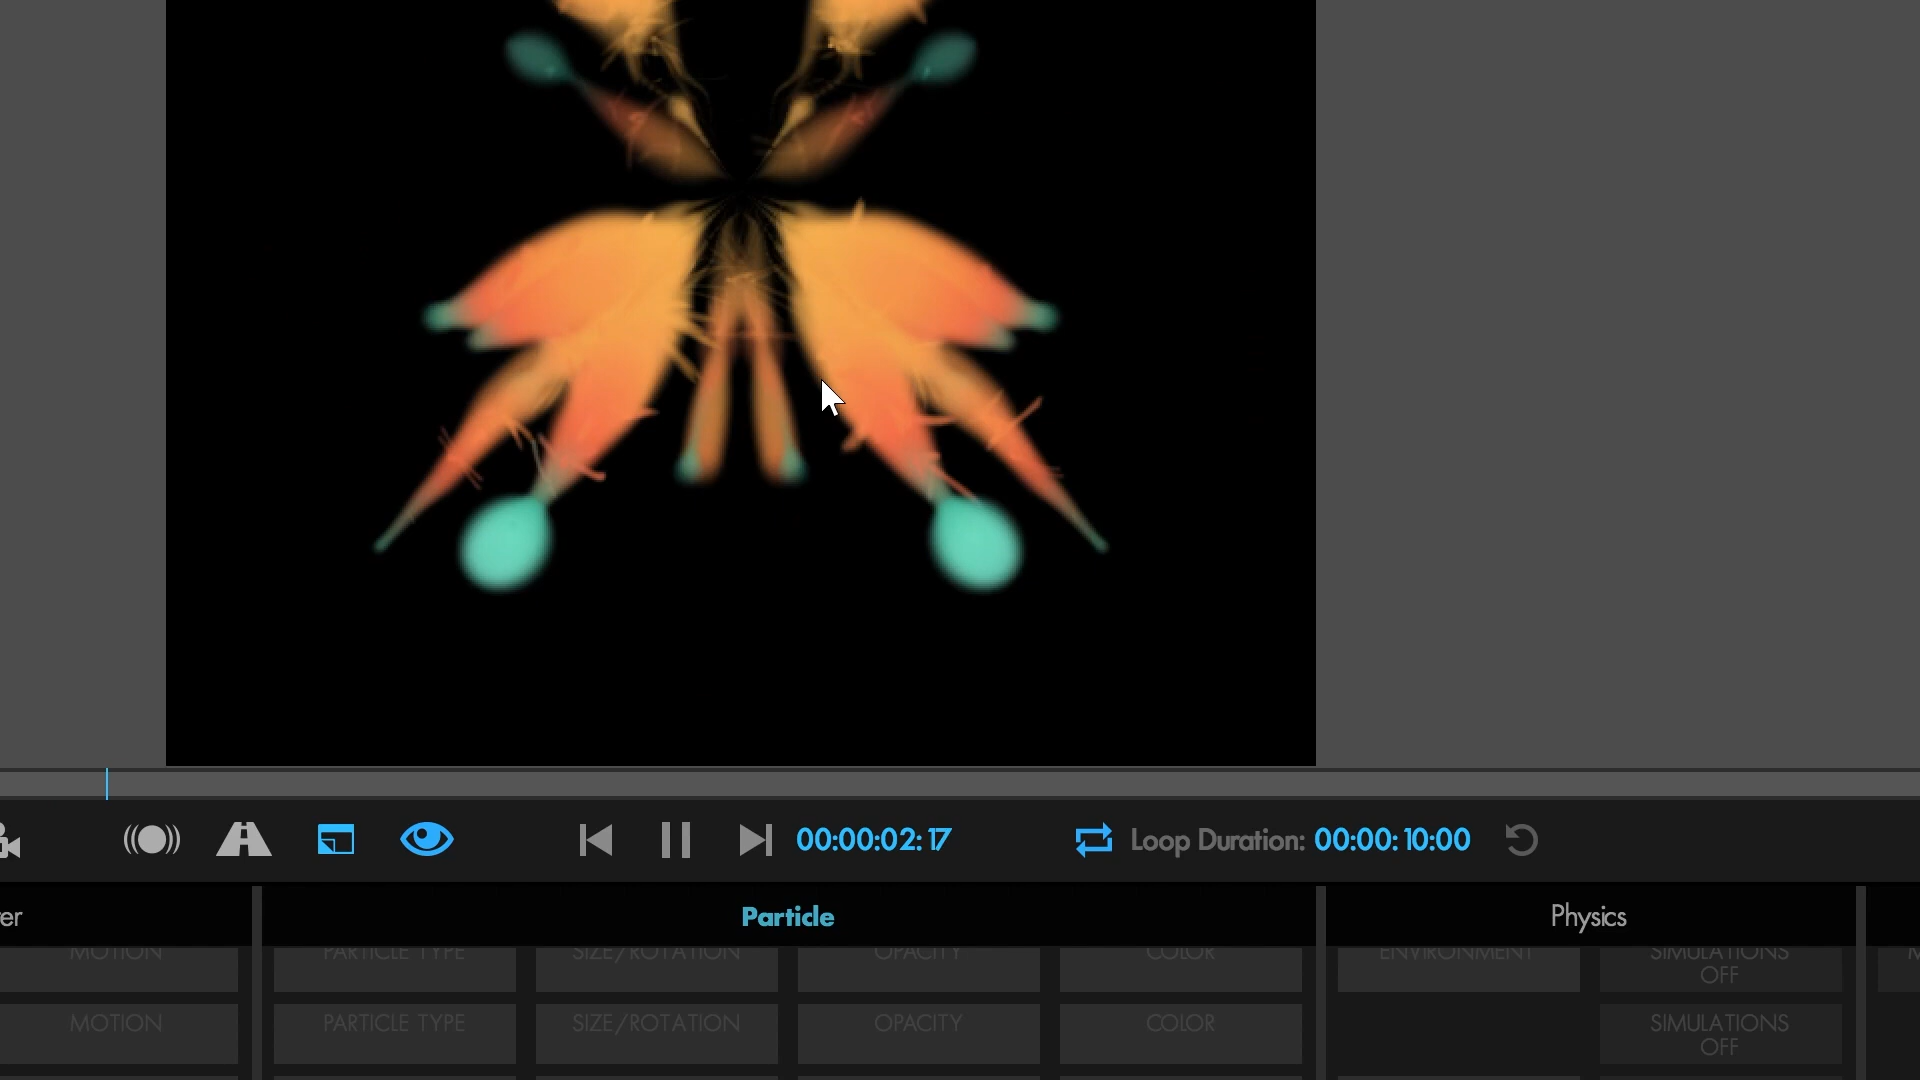 00:00:02:17 Loop Duration: 00:00:10:00
er Particle Physics
MOTION PARTICLE TYPE SIZE/ROTATION OPACITY COLOR ENVIRONMENT SIMULATIONS
OFF
MOTION PARTICLE TYPE SIZE/ROTATION OPACITY COLOR SIMULATIONS
OFF